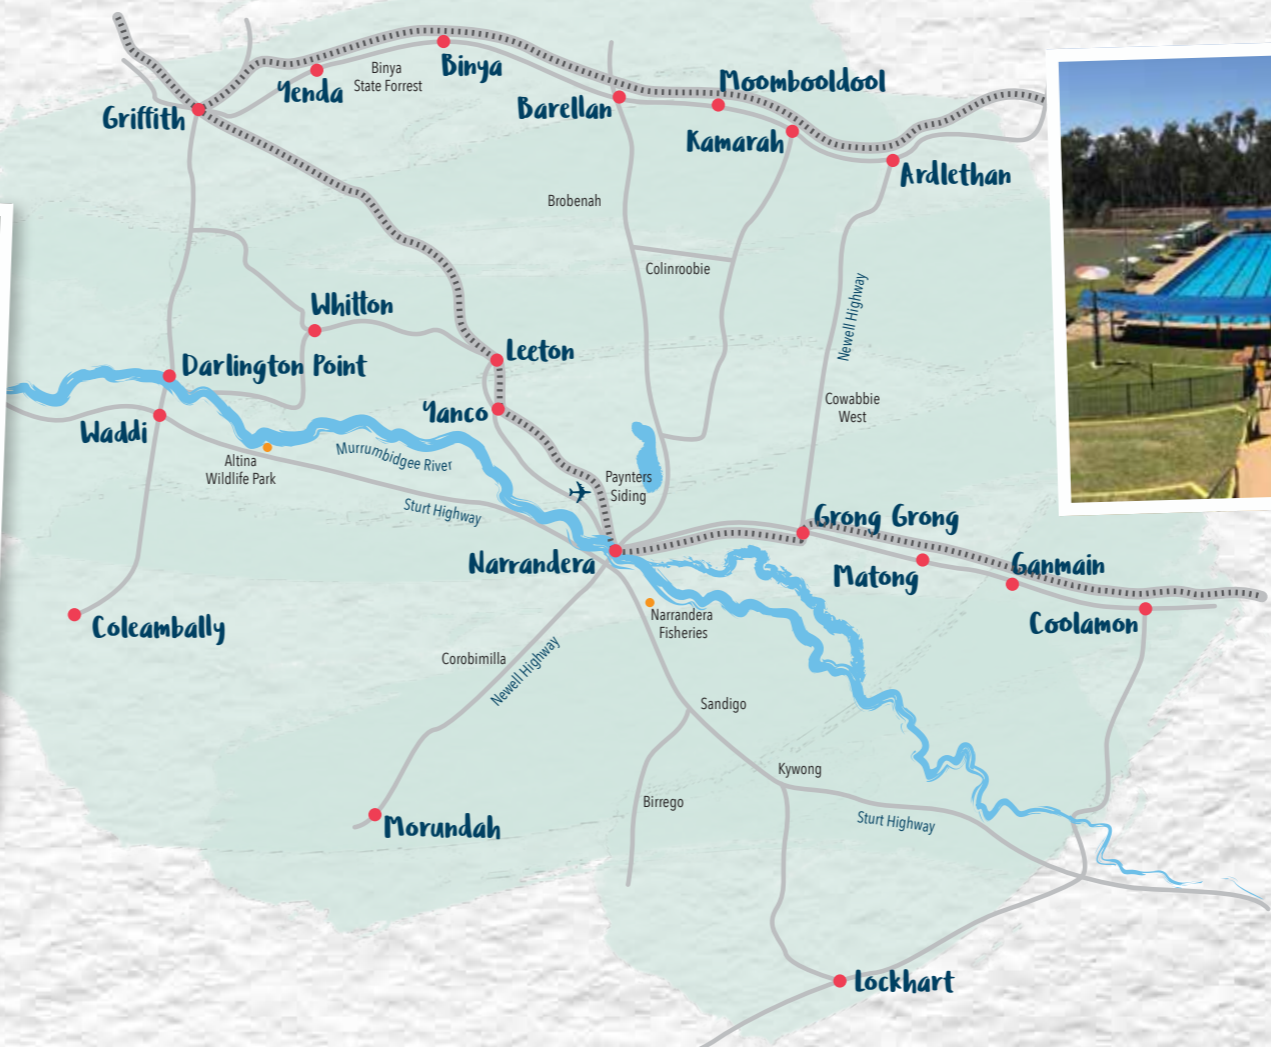 Binya
Yenda
Binya
State Forrest
Griffith
Barellan
Moombooldool
Kamarah
Ardlethan
Brobenah
Colinroobie
Newell Highway
Whitton
Leeton
Darlington Point
Yanco
Cowabbie
West
Waddi
Altina
Wildlife Park
Murrumbidgee River
Sturt Highway
Paynters
Siding
Grong Grong
Narrandera
Matong
Ganmain
Coolamon
Coleambally
Narrandera
Fisheries
Corobimilla
Newell Highway
Sandigo
Kywong
Birrego
Sturt Highway
Morundah
Lockhart